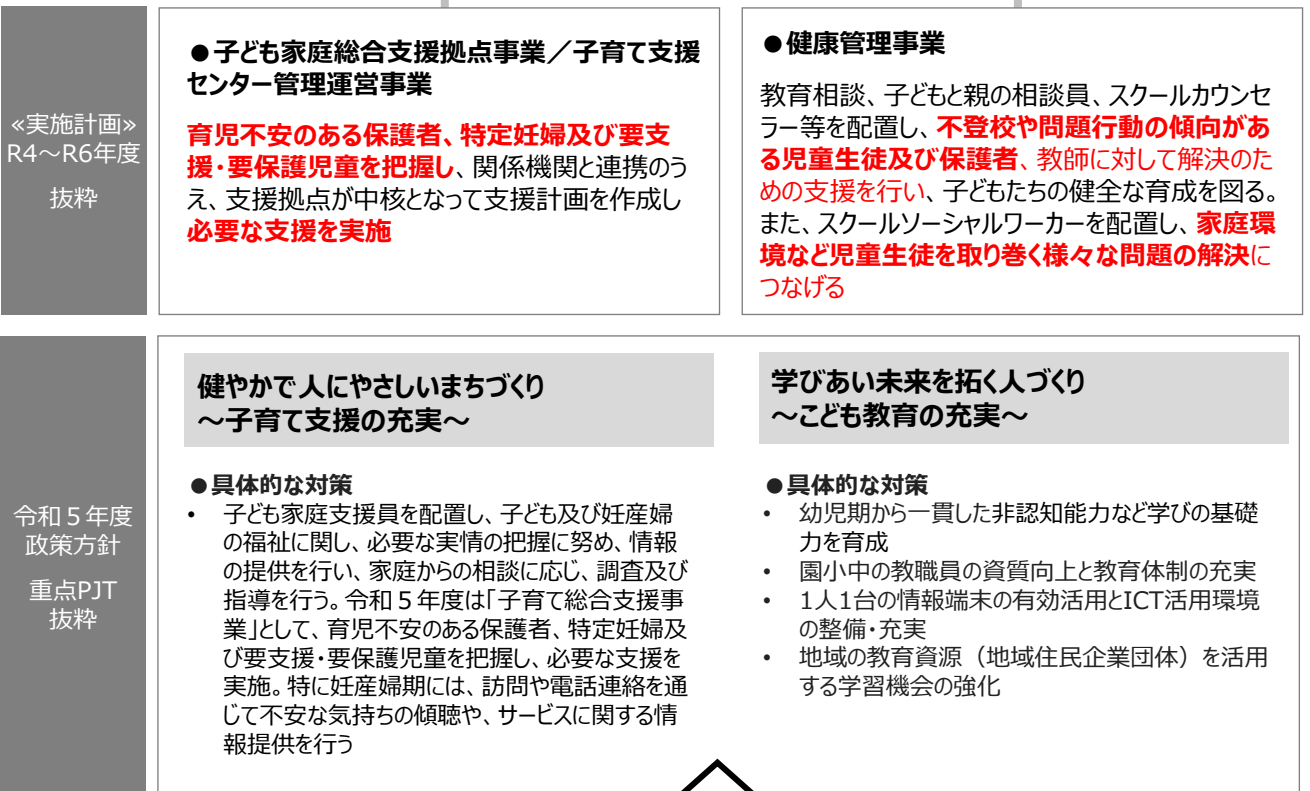 ≪実施計画≫
R4～R6年度
抜粋
●子ども家庭総合支援拠点事業／子育て支援
センター管理運営事業
育児不安のある保護者、特定妊婦及び要支
援・要保護児童を把握し、関係機関と連携のう
え、支援拠点が中核となって支援計画を作成し
必要な支援を実施
●健康管理事業
教育相談、子どもと親の相談員、スクールカウンセ
ラー等を配置し、不登校や問題行動の傾向があ
る児童生徒及び保護者、教師に対して解決のた
めの支援を行い、子どもたちの健全な育成を図る。
また、スクールソーシャルワーカーを配置し、家庭環
境など児童生徒を取り巻く様々な問題の解決に
つなげる
令和５年度
政策方針
重点PJT
抜粋
健やかで人にやさしいまちづくり
～子育て支援の充実～
●具体的な対策
• 子ども家庭支援員を配置し、子ども及び妊産婦
の福祉に関し、必要な実情の把握に努め、情報
の提供を行い、家庭からの相談に応じ、調査及び
指導を行う。令和５年度は「子育て総合支援事
業」として、育児不安のある保護者、特定妊婦及
び要支援・要保護児童を把握し、必要な支援を
実施。特に妊産婦期には、訪問や電話連絡を通
じて不安な気持ちの傾聴や、サービスに関する情
報提供を行う
学びあい未来を拓く人づくり
～こども教育の充実～
●具体的な対策
• 幼児期から一貫した非認知能力など学びの基礎
力を育成
• 園小中の教職員の資質向上と教育体制の充実
• 1人1台の情報端末の有効活用とICT活用環境
の整備・充実
• 地域の教育資源（地域住民企業団体）を活用
する学習機会の強化